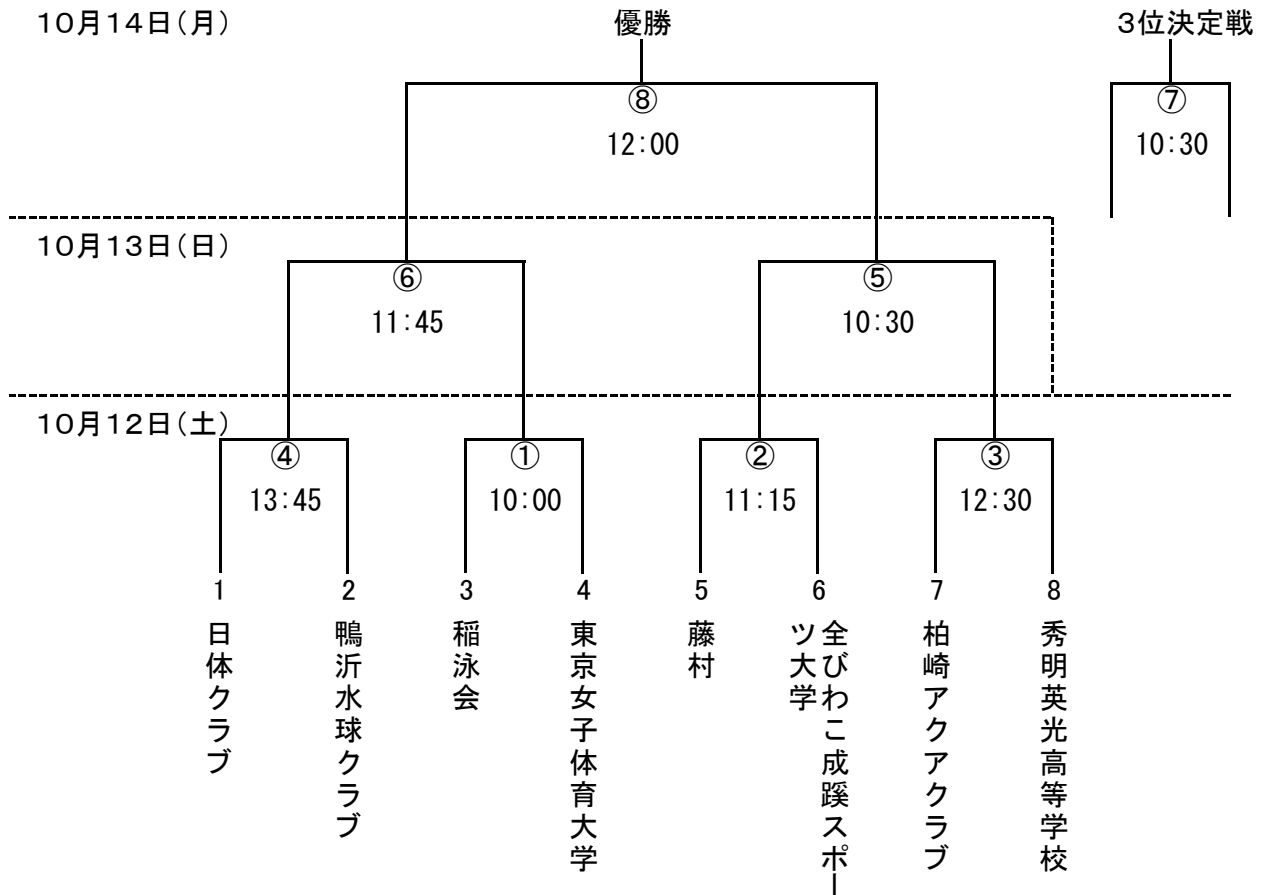 10月14日(月)
優勝
3位決定戦
⑧
12:00
⑦
10:30
10月13日(日)
⑥
11:45
⑤
10:30
10月12日(土)
④
13:45
①
10:00
②
11:15
③
12:30
1
2
3
4
5
6
7
8
日体クラブ
鴨沂水球クラブ
稲泳会
東京女子体育大学
藤村
全びわこ成蹊スポー
ツ大学
柏崎アクアクラブ
秀明英光高等学校